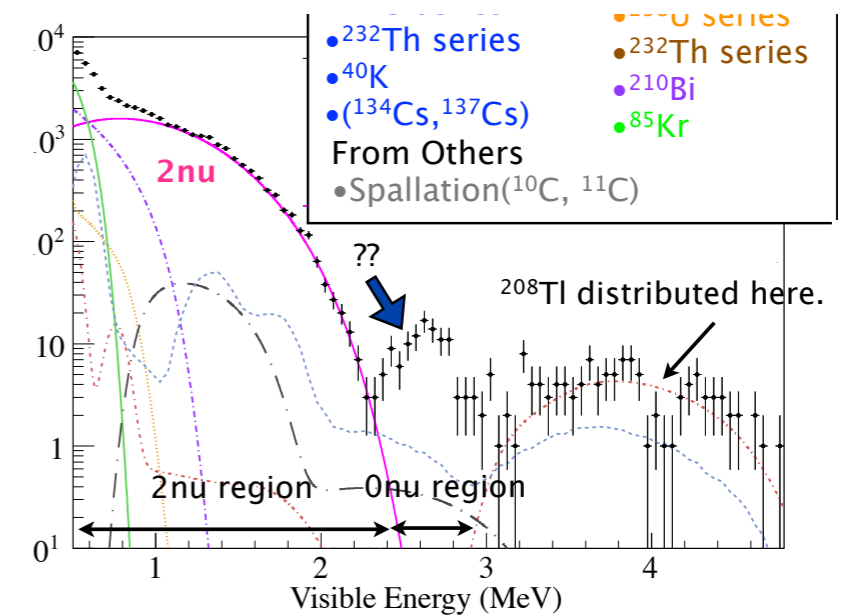 0⁴
²³²Th series
•²³²Th series
•⁴⁰K
•²¹⁰Bi
•(¹³⁴Cs,¹³⁷Cs)
•⁸⁵Kr
From Others
•Spallation(¹⁰C, ¹¹C)
0³
2nu
0²
??
²⁰⁸Tl distributed here.
10
1
2nu region
0nu region
0¹
1
2
3
4
Visible Energy (MeV)